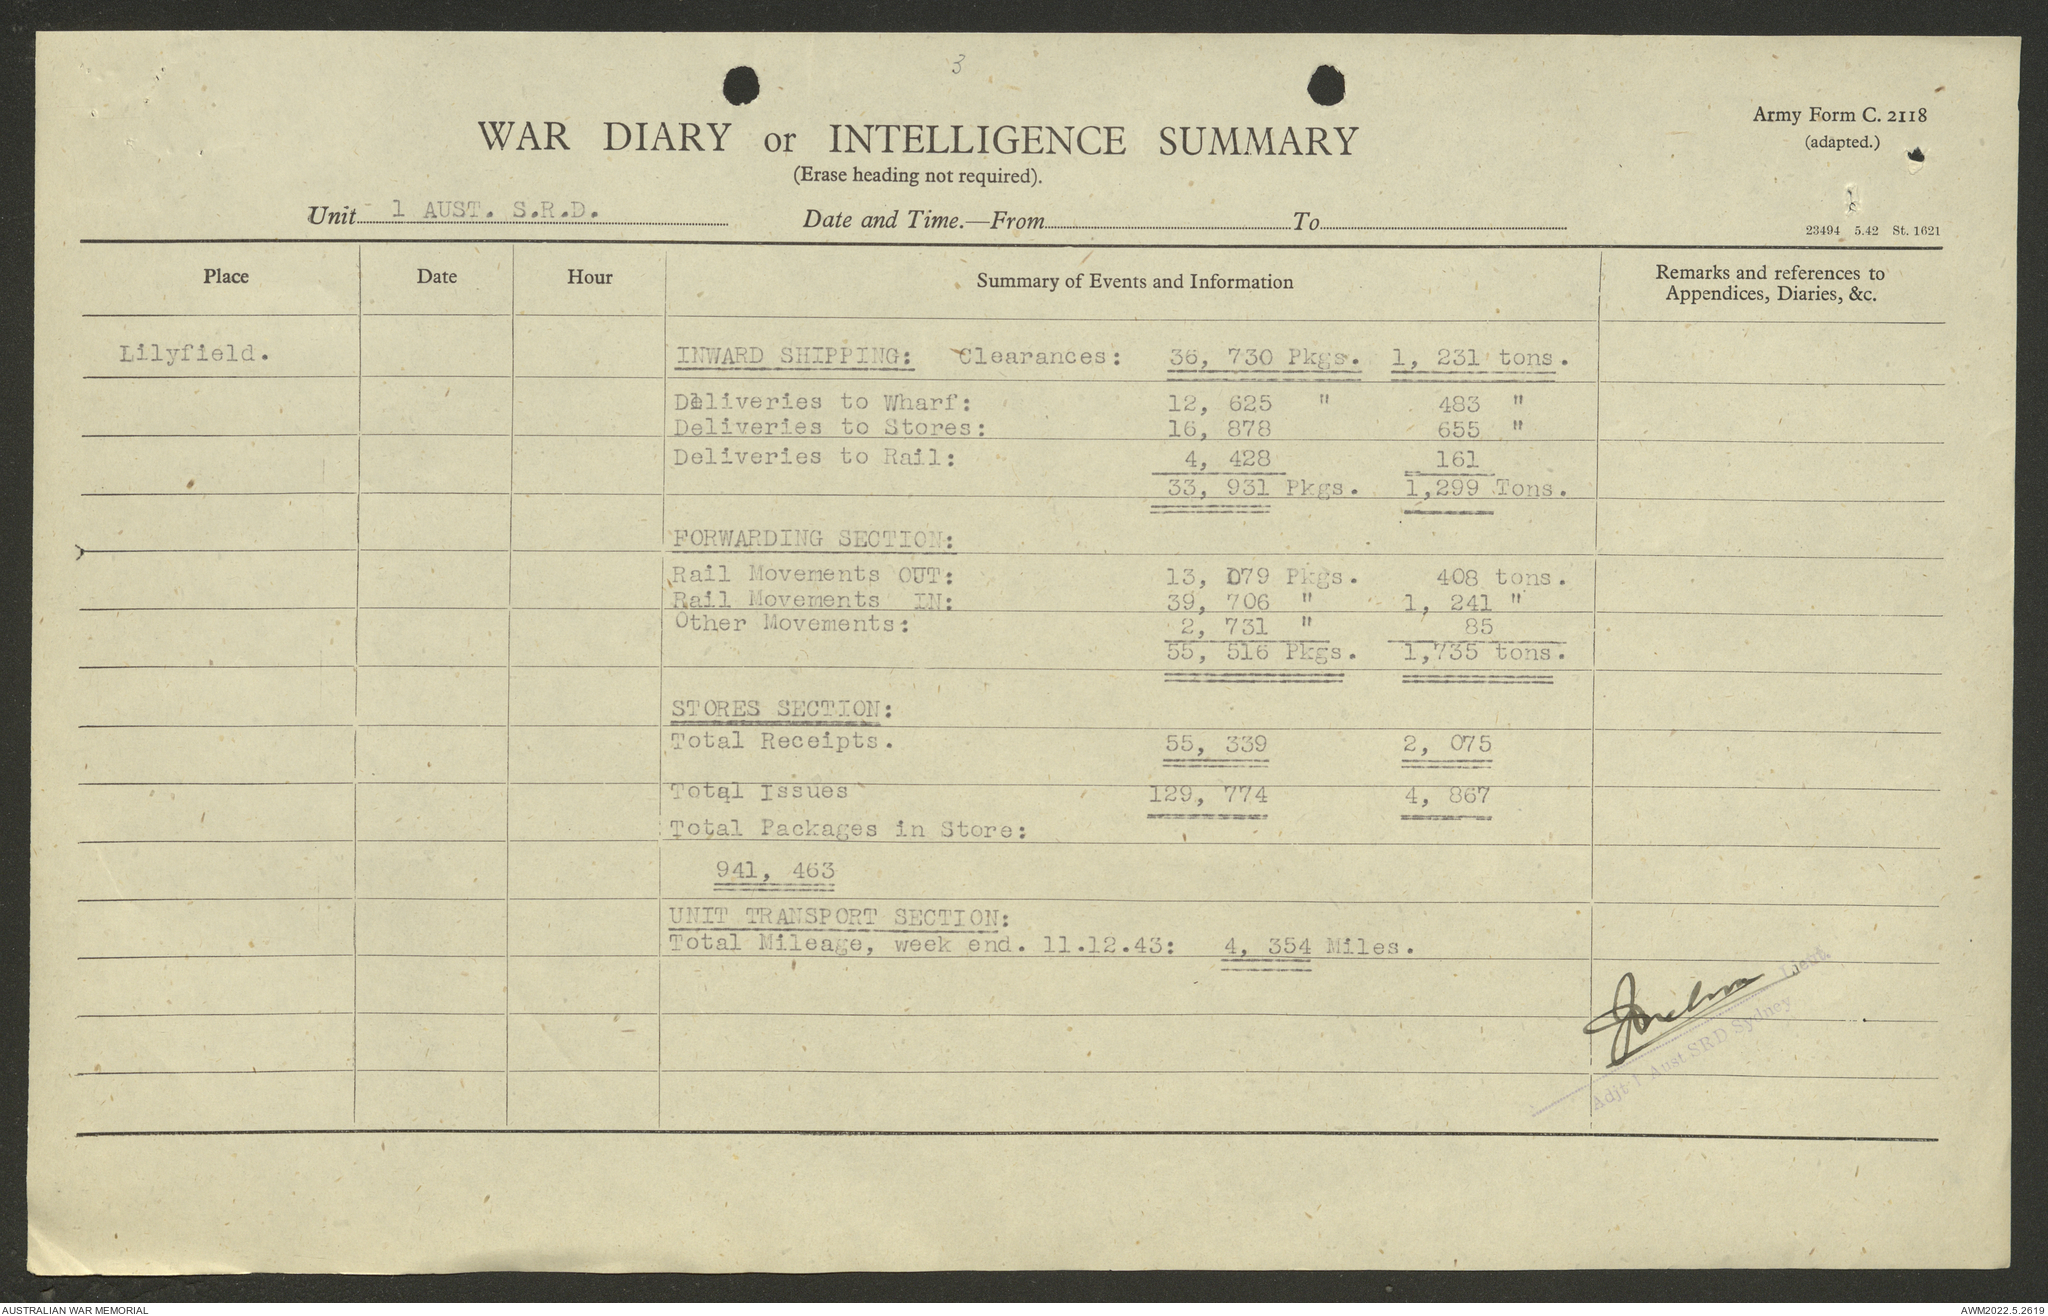 3
Army Form C. 2118
(adapted.)
WAR DIARY or INTELLIGENCE SUMMARY
(Erase heading not required).
Unit 1 AUST. S.R.D. Date and Time.—From To
23494 5.42 St. 1621
Place Date Hour Summary of Events and Information Remarks and references to
Appendices, Diaries, &c.
Lilyfield. INWARD SHIPPING: Clearances: 36, 730 Pkgs. 1, 231 tons.
Deliveries to Wharf: 12, 625 " 483 "
Deliveries to Stores: 16, 878 655 "
Deliveries to Rail: 4, 428 161
33, 931 Pkgs. 1,299 Tons.
FORWARDING SECTION:
Rail Movements OUT: 13, 079 Pkgs. 408 tons.
Rail Movements IN: 39, 706 " 1, 241 "
Other Movements: 2, 731 " 85
55, 516 Pkgs. 1,735 tons.
STORES SECTION:
Total Receipts. 55, 339 2, 075
Total Issues 129, 774 4, 867
Total Packages in Store:
941, 463
UNIT TRANSPORT SECTION:
Total Mileage, week end. 11.12.43: 4, 354 Miles.
Lieut.
Adjt 1 Aust SRD Sydney
AUSTRALIAN WAR MEMORIAL
AWM2022.5.2619